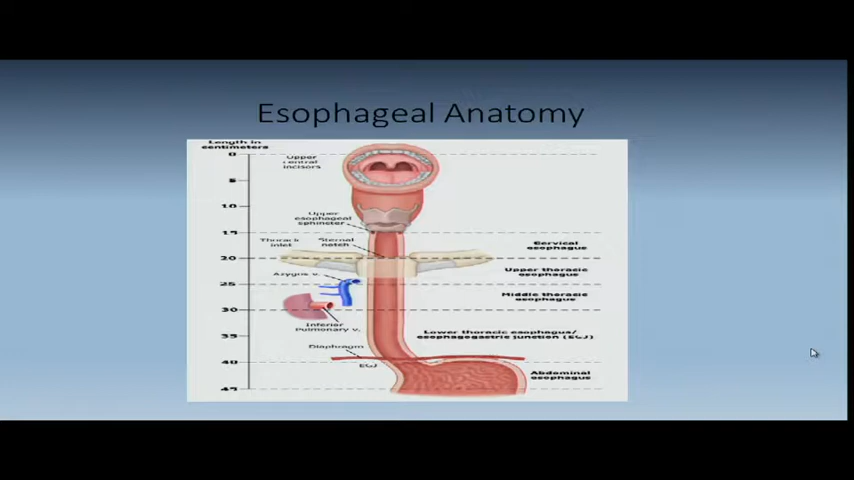 Esophageal Anatomy
Length in
centimeters
0
Upper
central
incisors
5
10
Upper
esophageal
sphincter
15
Thoracic
inlet
Sternal
notch
Cervical
esophagus
20
Upper thoracic
esophagus
Azygus v.
25
Middle thoracic
esophagus
30
Inferior
Pulmonary v.
Lower thoracic esophagus/
esophagogastric junction (EGJ)
35
Diaphragm
40
EGJ
Abdominal
esophagus
45